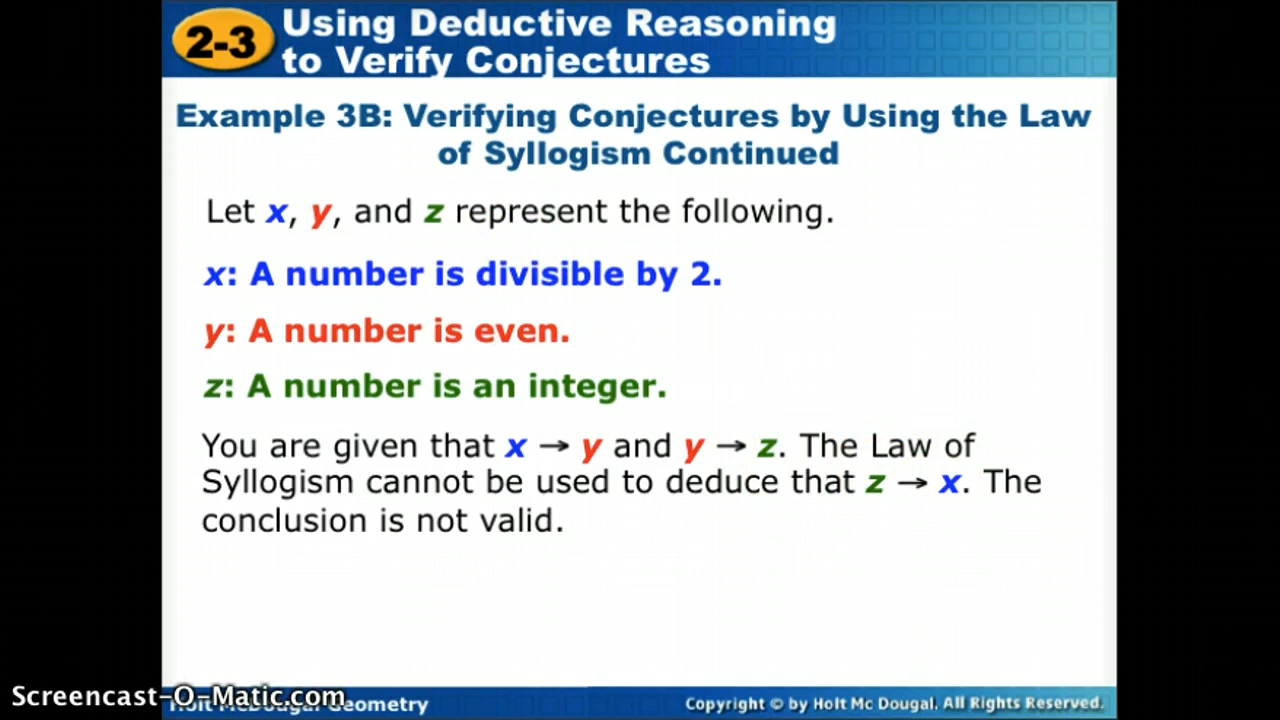 2-3
Using Deductive Reasoning
to Verify Conjectures
Example 3B: Verifying Conjectures by Using the Law
of Syllogism Continued
Let x, y, and z represent the following.
x: A number is divisible by 2.
y: A number is even.
z: A number is an integer.
You are given that x → y and y → z. The Law of
Syllogism cannot be used to deduce that z → x. The
conclusion is not valid.
Screencast-O-Matic.com
Holt McDougal Geometry
Copyright © by Holt Mc Dougal. All Rights Reserved.